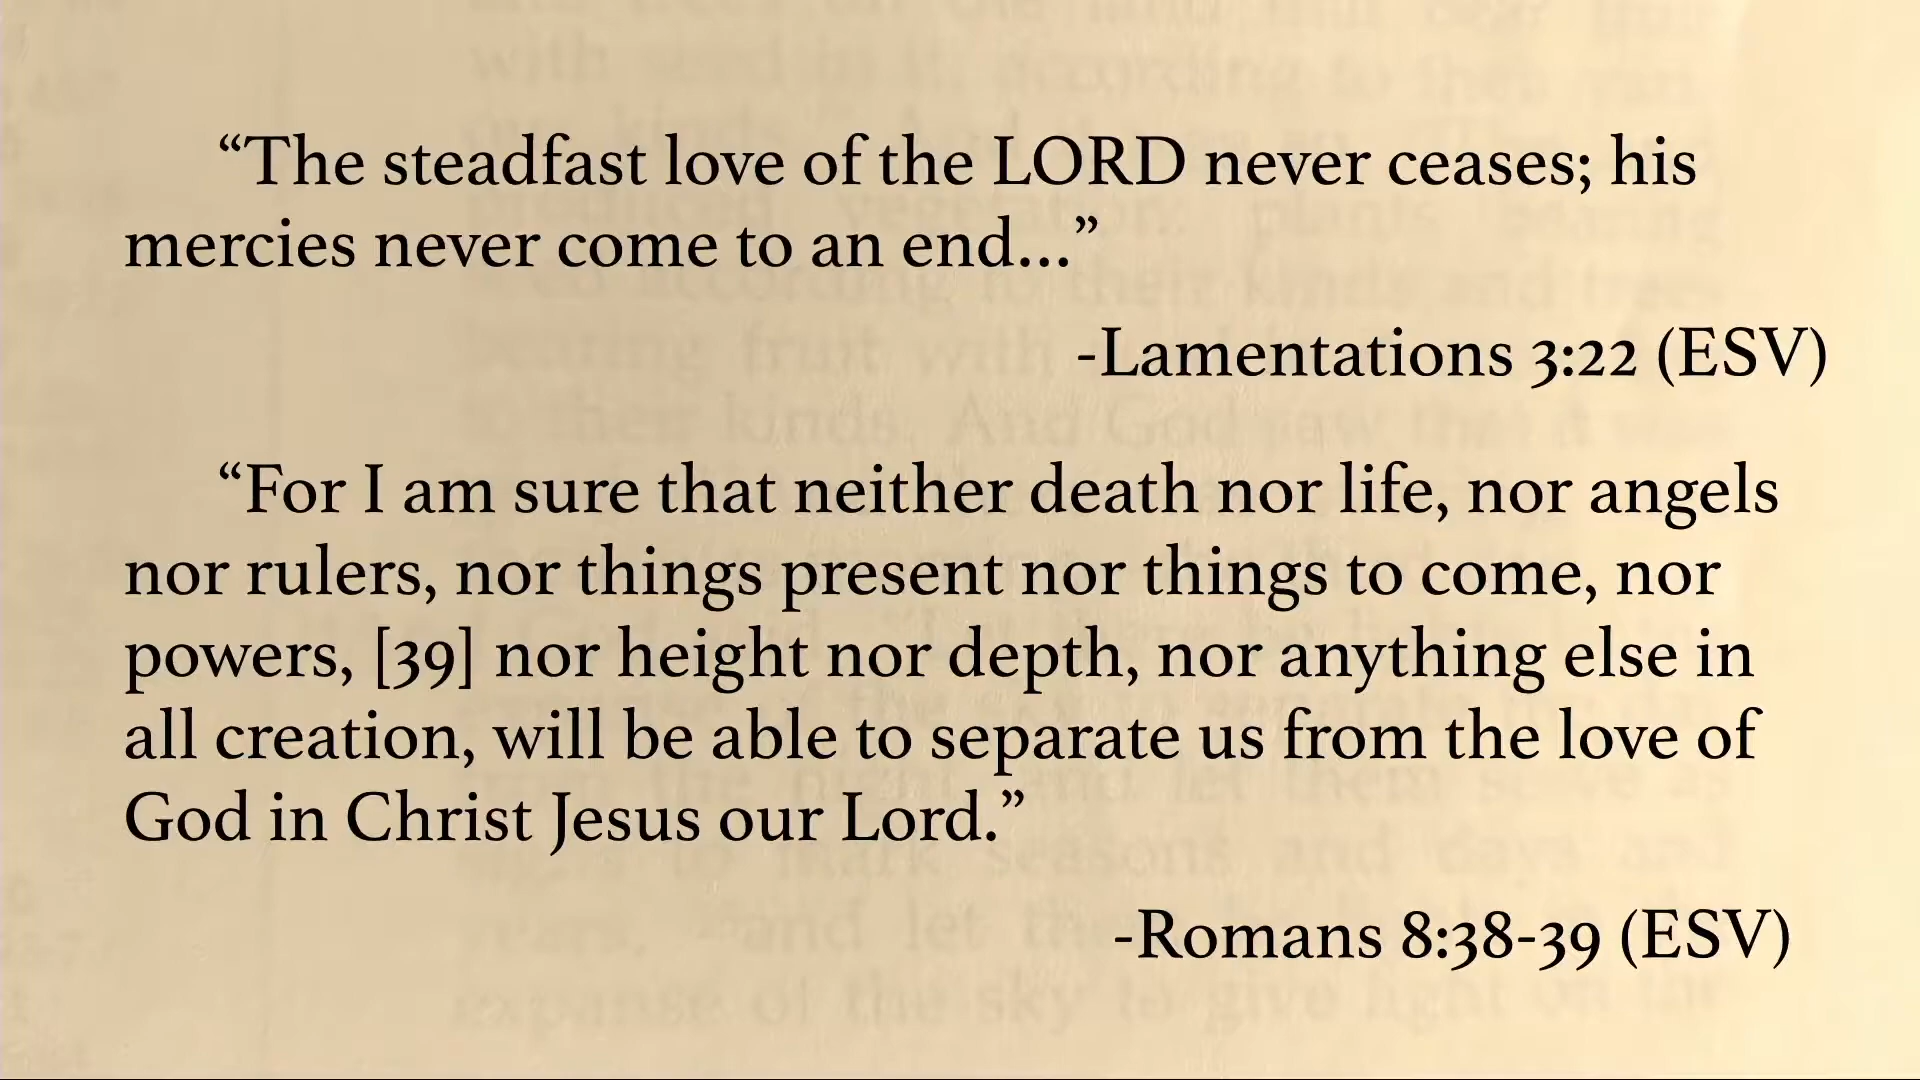 “The steadfast love of the LORD never ceases; his
mercies never come to an end...”
-Lamentations 3:22 (ESV)
“For I am sure that neither death nor life, nor angels
nor rulers, nor things present nor things to come, nor
powers, [39] nor height nor depth, nor anything else in
all creation, will be able to separate us from the love of
God in Christ Jesus our Lord.”
-Romans 8:38-39 (ESV)